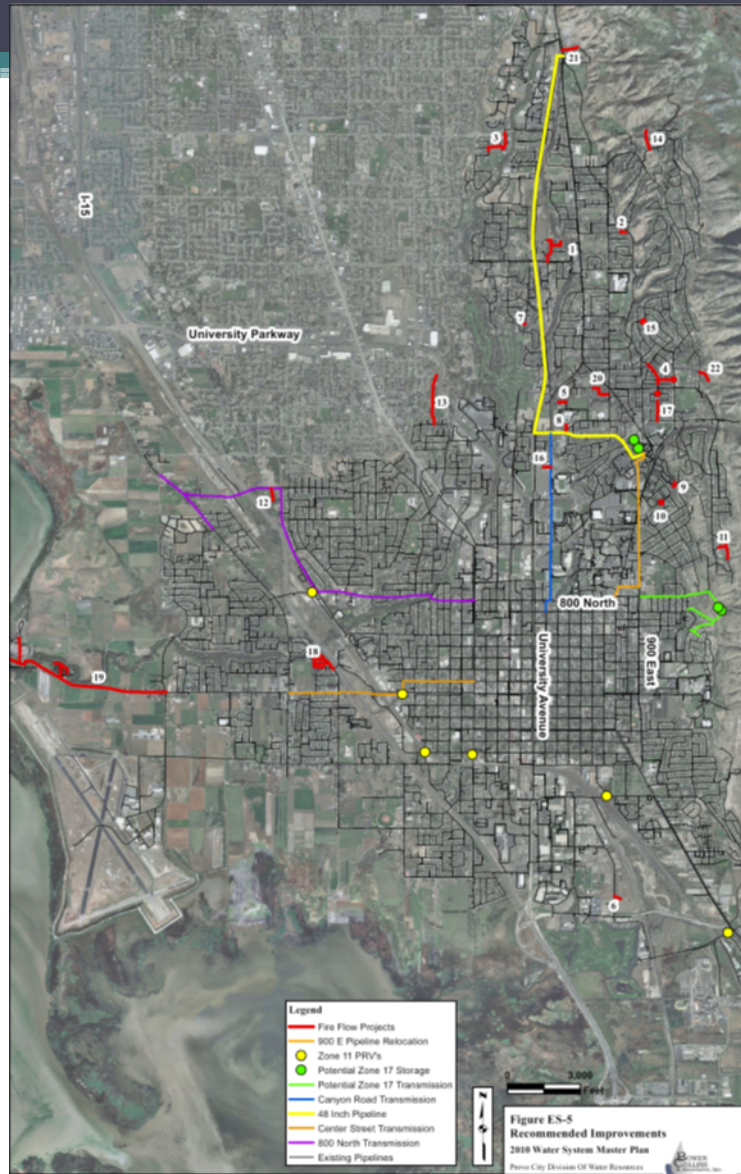 21
3
14
2
1
I-15
7
15
University Parkway
4
22
20
5
17
13
8
16
9
12
10
11
800 North
900 East
University Avenue
18
19
6
Legend
Fire Flow Projects
900 E Pipeline Relocation
Zone 11 PRV's
Potential Zone 17 Storage
Potential Zone 17 Transmission
Canyon Road Transmission
48 Inch Pipeline
Center Street Transmission
800 North Transmission
Existing Pipelines
0 3,000
Feet
N
Figure ES-5
Recommended Improvements
2010 Water System Master Plan
Provo City Division Of Water Resources
BOWEN
COLLINS